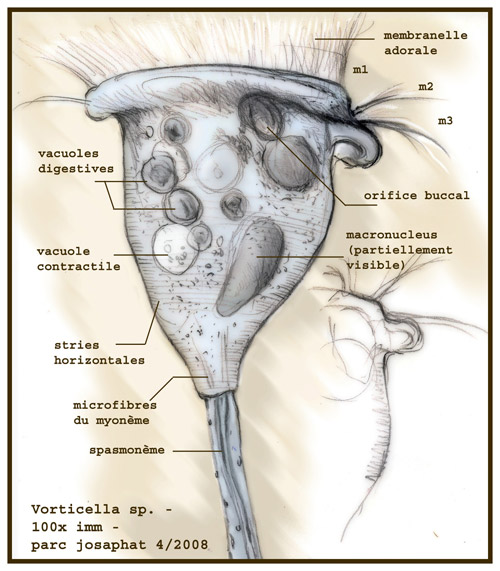 membranelle
adorale
m1
m2
m3
vacuoles
digestives
orifice buccal
macronucleus
(partiellement
visible)
vacuole
contractile
stries
horizontales
microfibres
du myonème
spasmonème
Vorticella sp. -
100x imm -
parc josaphat 4/2008